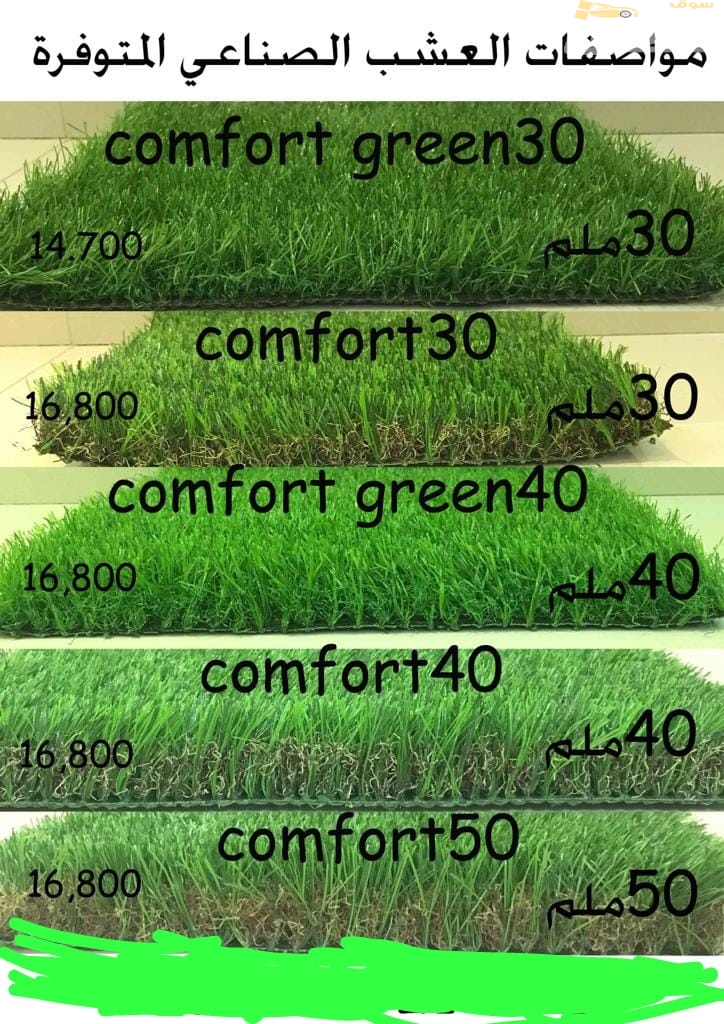 سوف
مواصفات العشب الصناعي المتوفرة
comfort green30
14.700
30ملم
comfort30
16,800
30ملم
comfort green40
16,800
40ملم
comfort40
16,800
40ملم
comfort50
16,800
50ملم